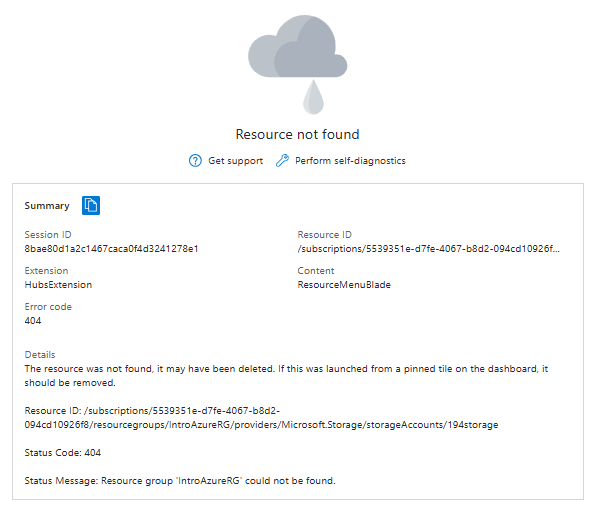 Resource not found
Get support
Perform self-diagnostics
Summary
Session ID
8bae80d1a2c1467caca0f4d3241278e1
Resource ID
/subscriptions/5539351e-d7fe-4067-b8d2-094cd10926f...
Extension
HubsExtension
Content
ResourceMenuBlade
Error code
404
Details
The resource was not found, it may have been deleted. If this was launched from a pinned tile on the dashboard, it
should be removed.
Resource ID: /subscriptions/5539351e-d7fe-4067-b8d2-
094cd10926f8/resourcegroups/IntroAzureRG/providers/Microsoft.Storage/storageAccounts/194storage
Status Code: 404
Status Message: Resource group 'IntroAzureRG' could not be found.